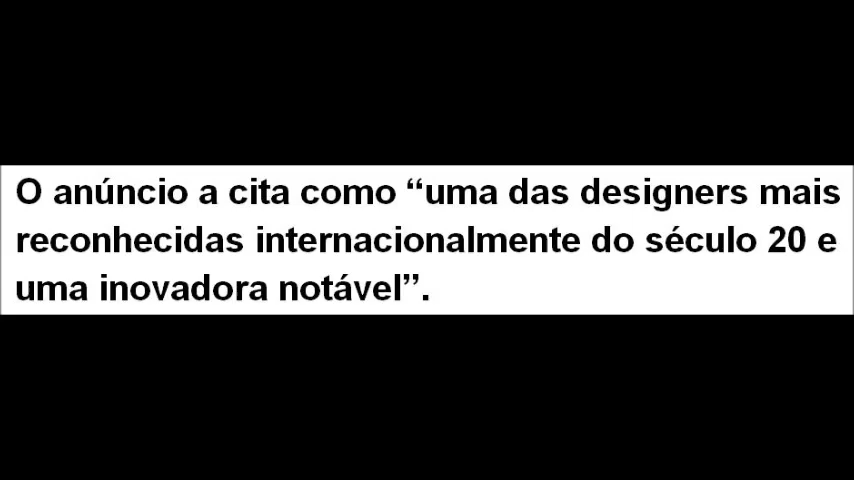 O anúncio a cita como “uma das designers mais
reconhecidas internacionalmente do século 20 e
uma inovadora notável”.